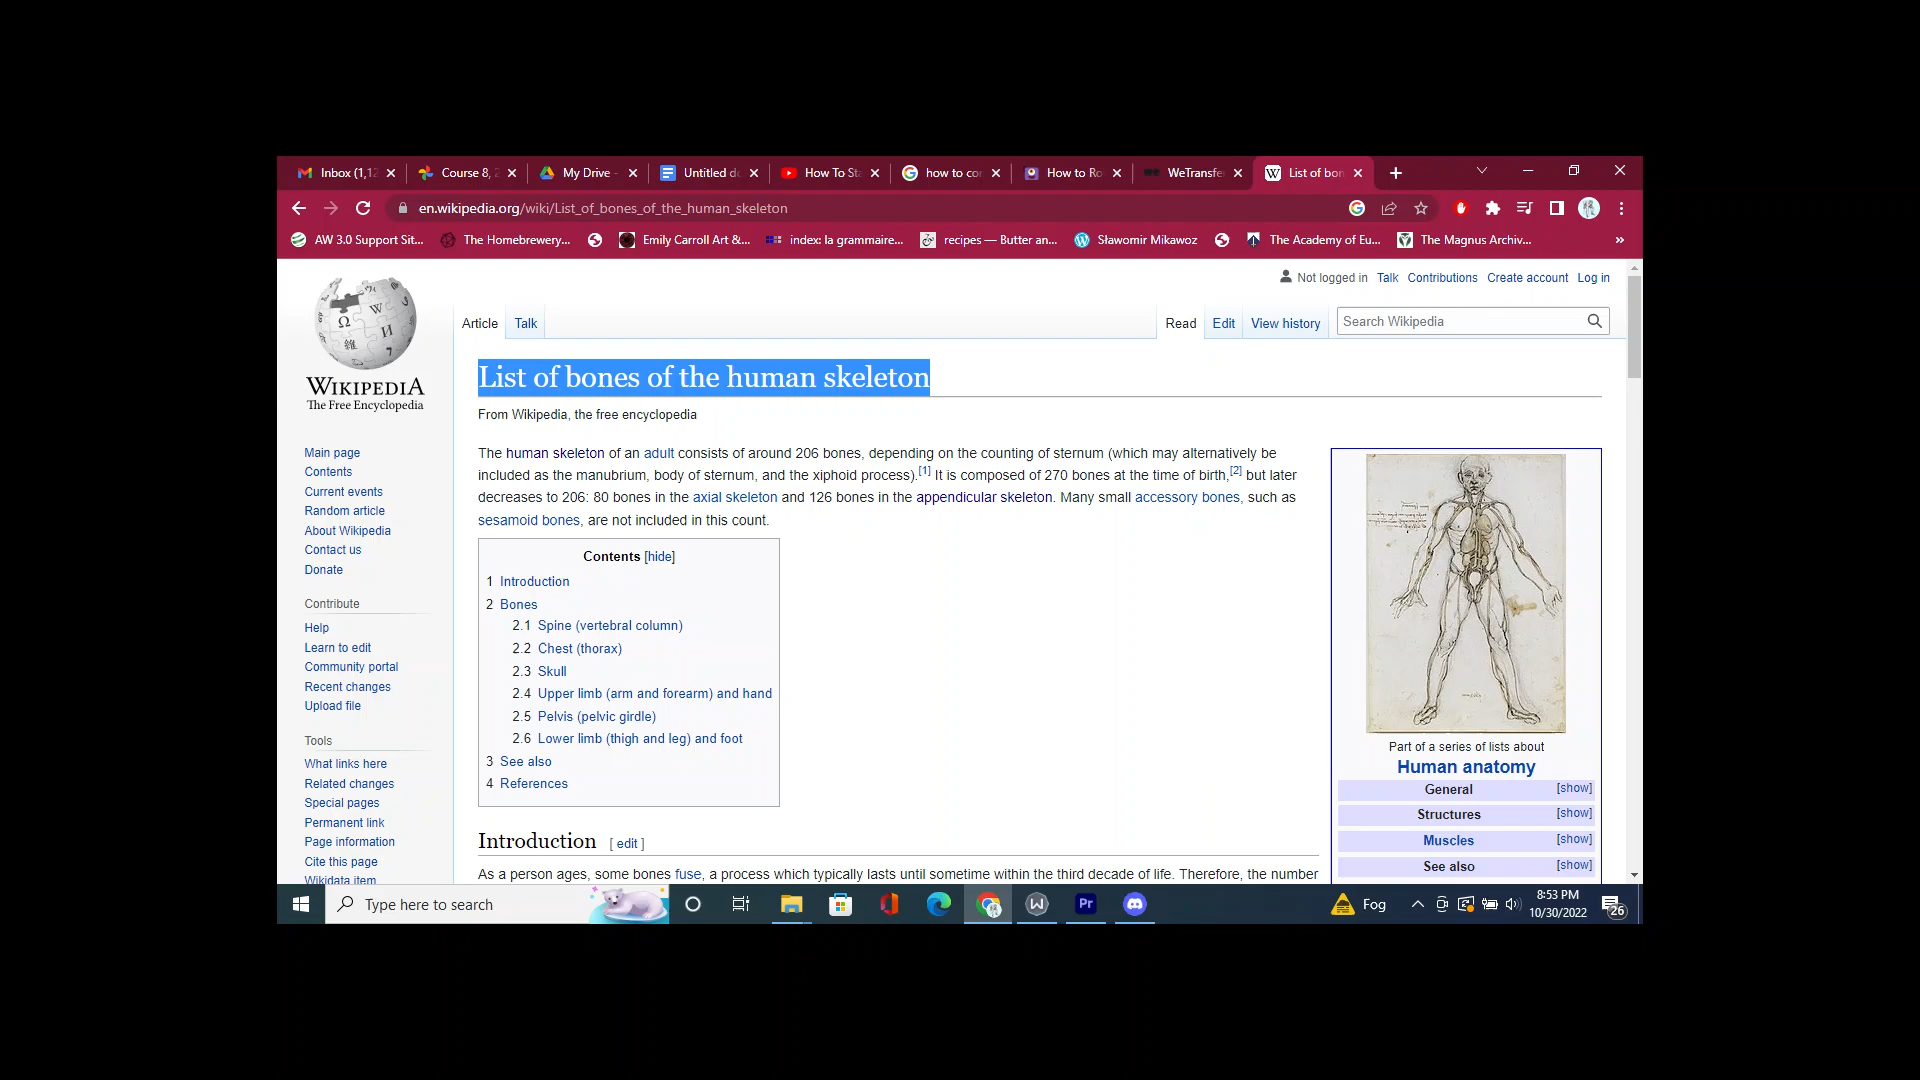 Inbox (1,12
Course 8, 2
My Drive -
Untitled do
How To Sta
how to con
How to Ro
WeTransfe
List of bon
en.wikipedia.org/wiki/List_of_bones_of_the_human_skeleton
AW 3.0 Support Sit...
The Homebrewery...
Emily Carroll Art &...
index: la grammaire...
recipes — Butter an...
Sławomir Mikawoz
The Academy of Eu...
The Magnus Archiv...
»
Not logged in Talk Contributions Create account Log in
WIKIPEDIA
The Free Encyclopedia
Article Talk
Read Edit View history
Search Wikipedia
List of bones of the human skeleton
From Wikipedia, the free encyclopedia
The human skeleton of an adult consists of around 206 bones, depending on the counting of sternum (which may alternatively be
included as the manubrium, body of sternum, and the xiphoid process).[1] It is composed of 270 bones at the time of birth,[2] but later
decreases to 206: 80 bones in the axial skeleton and 126 bones in the appendicular skeleton. Many small accessory bones, such as
sesamoid bones, are not included in this count.
Main page
Contents
Current events
Random article
About Wikipedia
Contact us
Donate
Contribute
Help
Learn to edit
Community portal
Recent changes
Upload file
Tools
What links here
Related changes
Special pages
Permanent link
Page information
Cite this page
Wikidata item
Contents [hide]
1 Introduction
2 Bones
2.1 Spine (vertebral column)
2.2 Chest (thorax)
2.3 Skull
2.4 Upper limb (arm and forearm) and hand
2.5 Pelvis (pelvic girdle)
2.6 Lower limb (thigh and leg) and foot
3 See also
4 References
Introduction [ edit ]
As a person ages, some bones fuse, a process which typically lasts until sometime within the third decade of life. Therefore, the number
Part of a series of lists about
Human anatomy
General [show]
Structures [show]
Muscles [show]
See also [show]
Type here to search
Pr
Fog
8:53 PM
10/30/2022
26